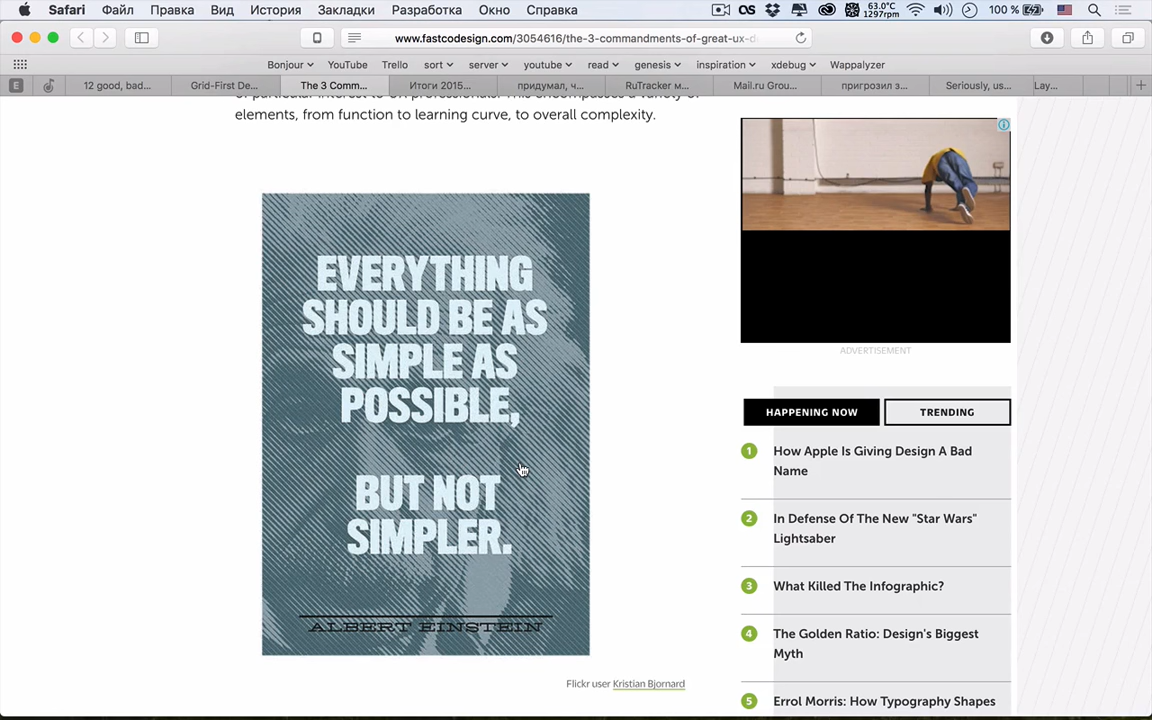 Safari Файл Правка Вид История Закладки Разработка Окно Справка
63.0°C
1297rpm
100 %
www.fastcodesign.com/3054616/the-3-commandments-of-great-ux-d
Bonjour YouTube Trello sort server youtube read genesis inspiration xdebug Wappalyzer
E 12 good, bad... Grid-First De... The 3 Comm... Итоги 2015... придумал, ч... RuTracker м... Mail.ru Grou... пригрозил з... Seriously, us... Lay...
elements, from function to learning curve, to overall complexity.
EVERYTHING
SHOULD BE AS
SIMPLE AS
POSSIBLE,
BUT NOT
SIMPLER.
ALBERT EINSTEIN
Flickr user Kristian Bjornard
ADVERTISEMENT
HAPPENING NOW TRENDING
1 How Apple Is Giving Design A Bad
Name
2 In Defense Of The New "Star Wars"
Lightsaber
3 What Killed The Infographic?
4 The Golden Ratio: Design's Biggest
Myth
5 Errol Morris: How Typography Shapes